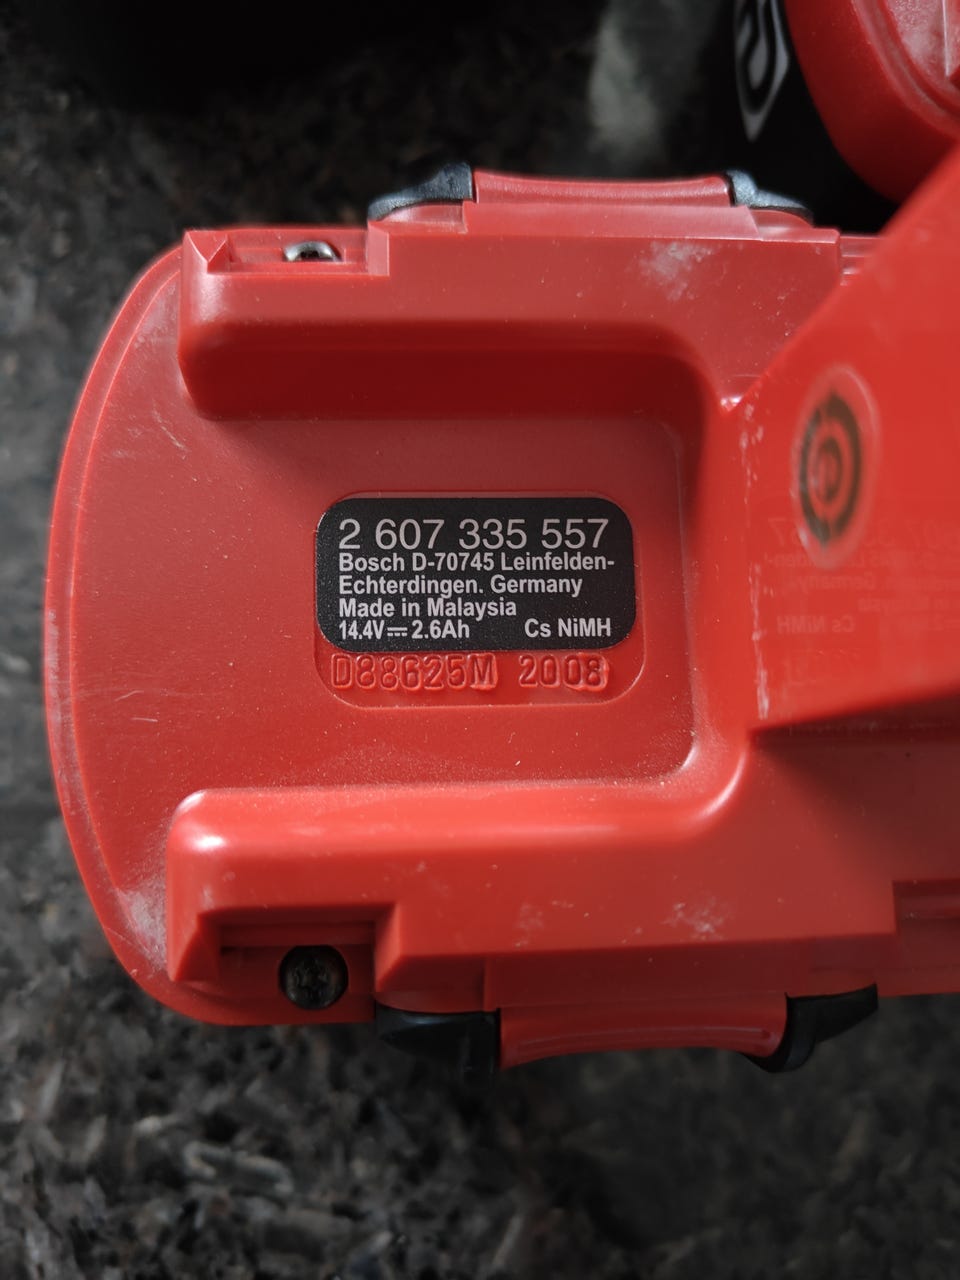 2 607 335 557
Bosch D-70745 Leinfelden-
Echterdingen. Germany
Made in Malaysia
14.4V⎓2.6Ah Cs NiMH
D88625M 2008